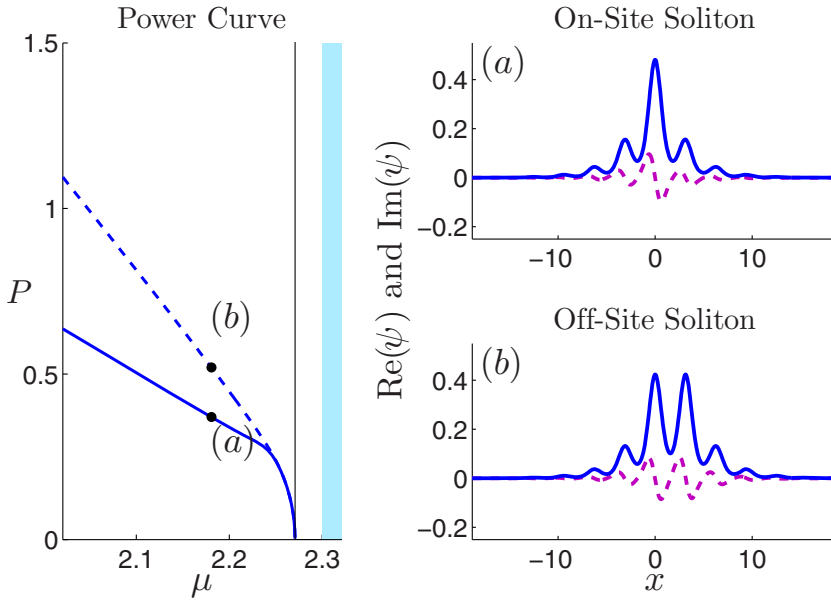 Power Curve
1.5
1
P
0.5
0
(b)
(a)
2.1
2.2
2.3
μ
On-Site Soliton
(a)
0.4
0.2
0
−0.2
−10
0
10
Re(ψ) and Im(ψ)
Off-Site Soliton
(b)
0.4
0.2
0
−0.2
−10
0
10
x